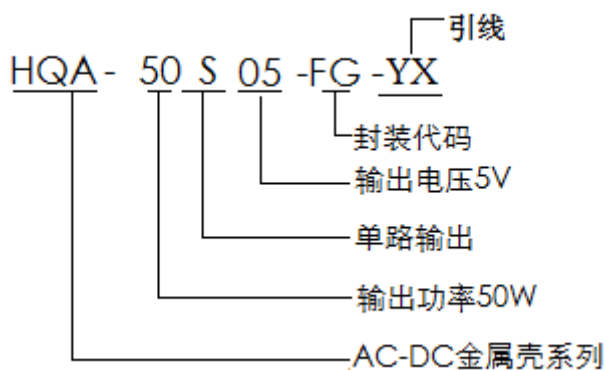 引线
HQA- 50 S 05 -FG-YX
封装代码
输出电压5V
单路输出
输出功率50W
AC-DC金属壳系列